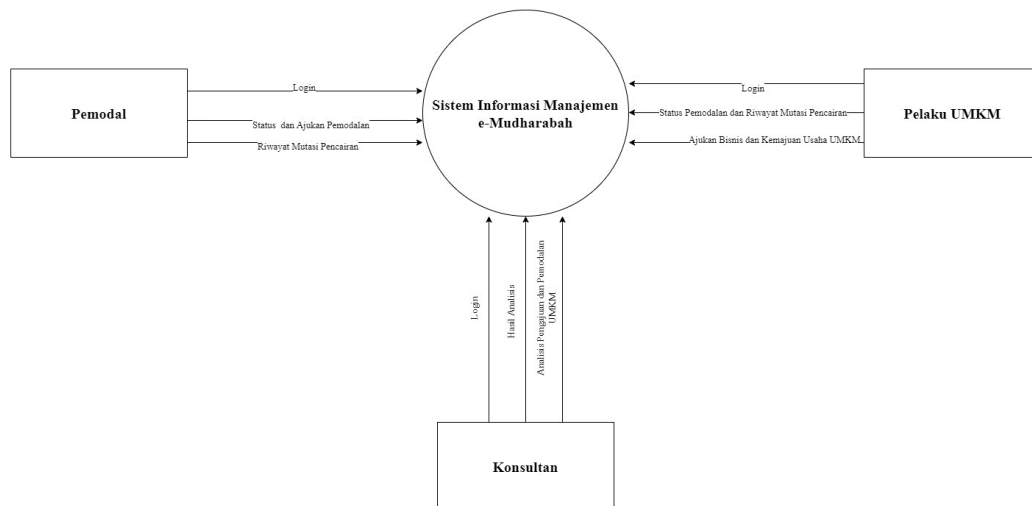 Pemodal
Login
Status dan Ajukan Pemodalan
Riwayat Mutasi Pencairan
Sistem Informasi Manajemen
e-Mudharabah
Login
Status Pemodalan dan Riwayat Mutasi Pencairan
Ajukan Bisnis dan Kemajuan Usaha UMKM
Pelaku UMKM
Login
Hasil Analisis
Analisis Pengajuan dan Pemodalan
UMKM
Konsultan